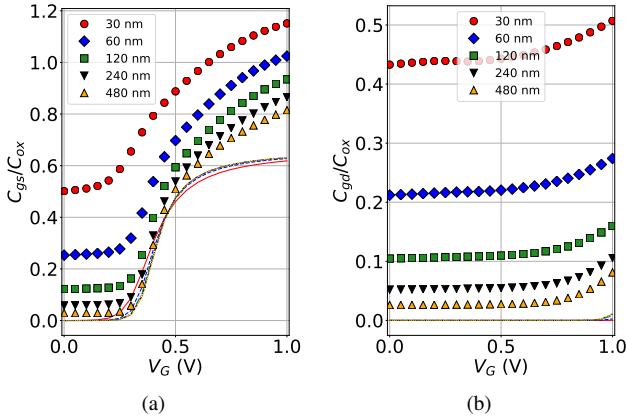 1.2
1.0
0.8
0.6
0.4
0.2
0.0
C_gs/C_ox
30 nm
60 nm
120 nm
240 nm
480 nm
0.0 0.5 1.0
V_G (V)
(a)
0.5
0.4
0.3
0.2
0.1
0.0
C_gd/C_ox
30 nm
60 nm
120 nm
240 nm
480 nm
0.0 0.5 1.0
V_G (V)
(b)